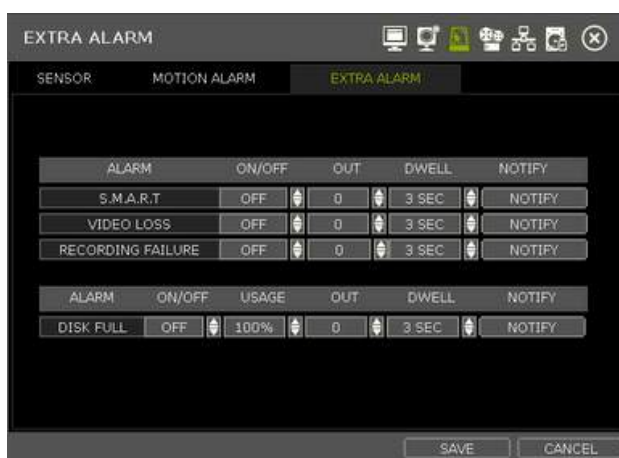 EXTRA ALARM
SENSOR MOTION ALARM EXTRA ALARM
ALARM ON/OFF OUT DWELL NOTIFY
S.M.A.R.T OFF 0 3 SEC NOTIFY
VIDEO LOSS OFF 0 3 SEC NOTIFY
RECORDING FAILURE OFF 0 3 SEC NOTIFY
ALARM ON/OFF USAGE OUT DWELL NOTIFY
DISK FULL OFF 100% 0 3 SEC NOTIFY
SAVE CANCEL